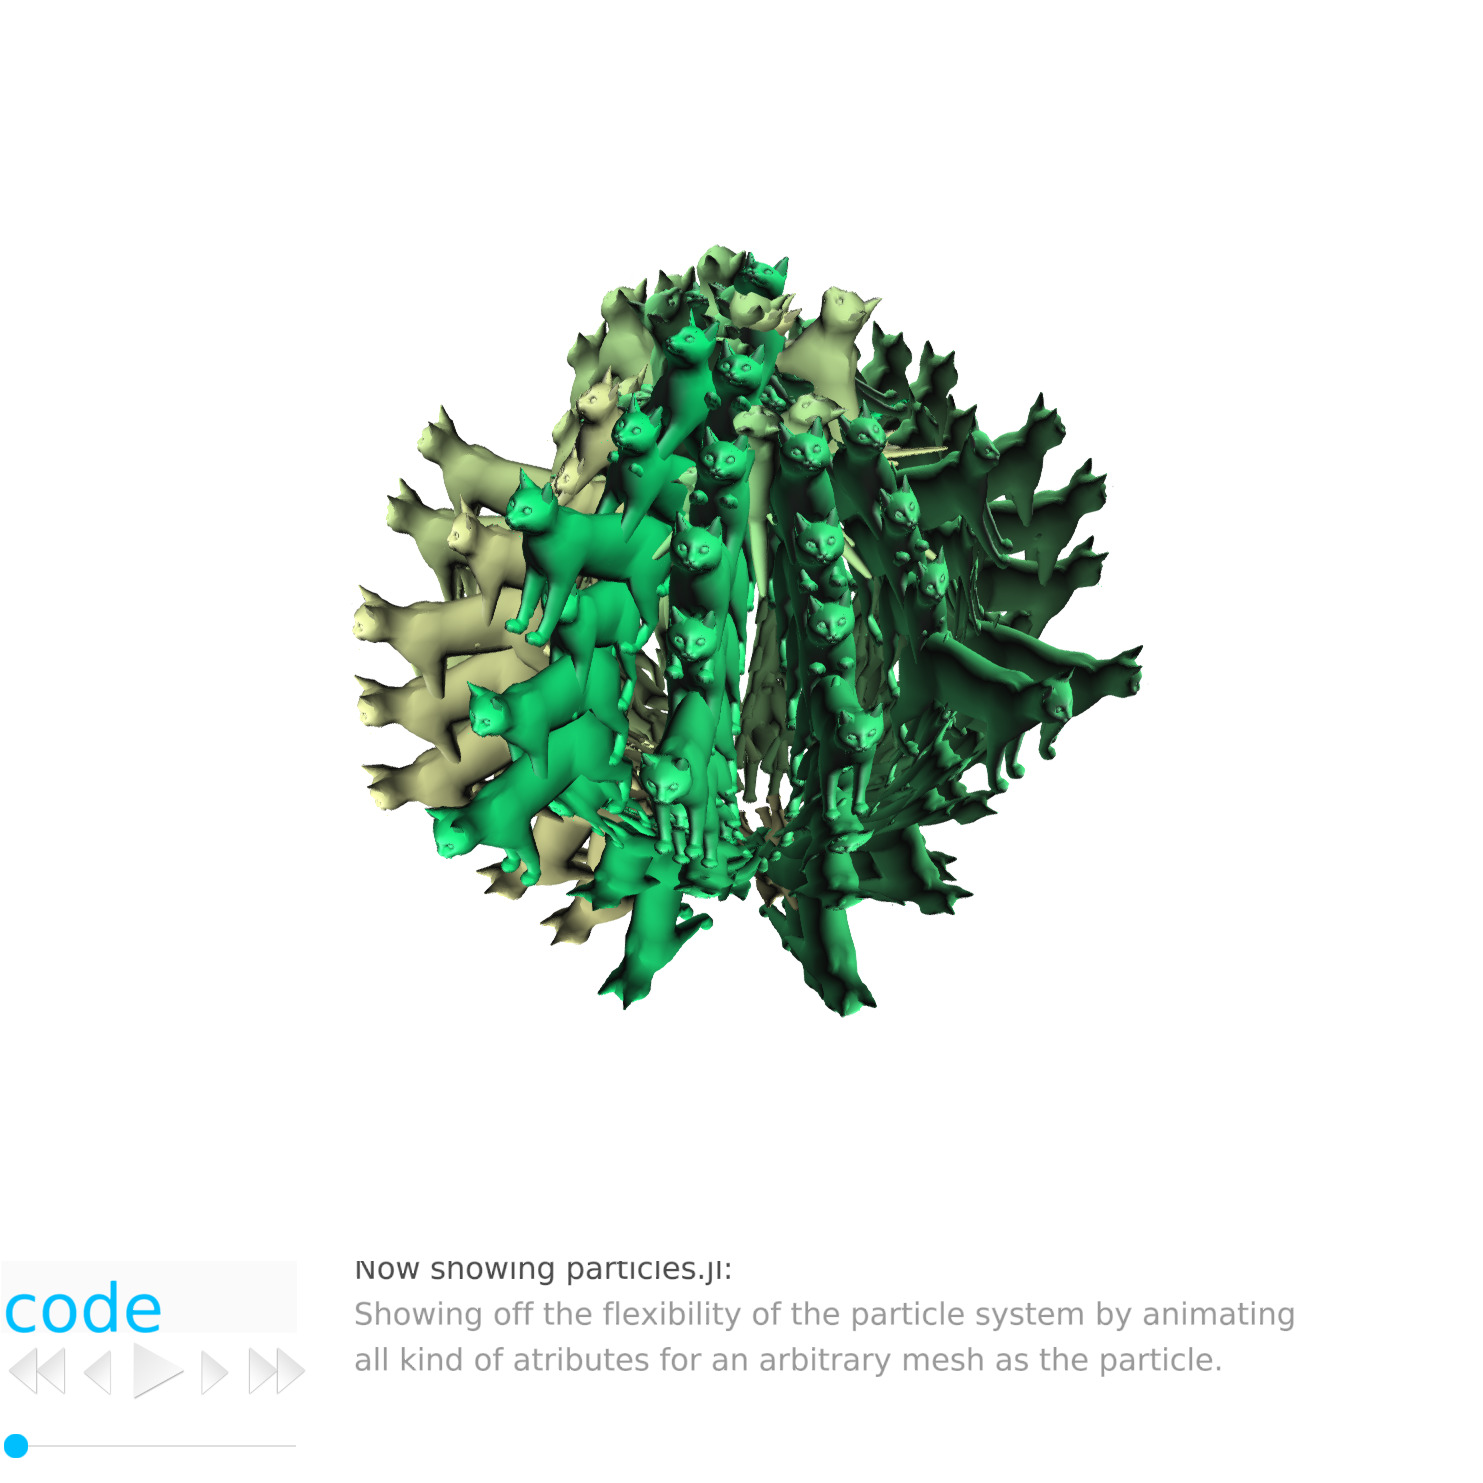 Now showing particles.jl:
code
Showing off the flexibility of the particle system by animating
all kind of atributes for an arbitrary mesh as the particle.